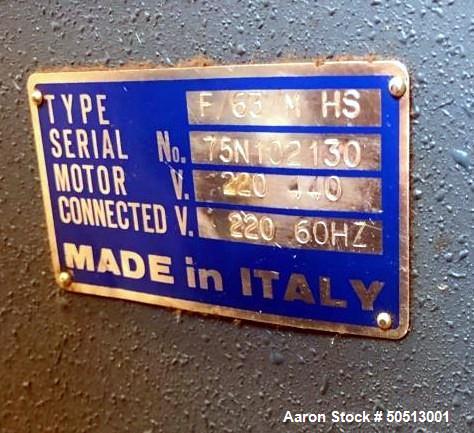 TYPE F/63 M HS
SERIAL No. 75N102130
MOTOR V. 220 440
CONNECTED V. 220 60HZ
MADE in ITALY
Aaron Stock # 50513001